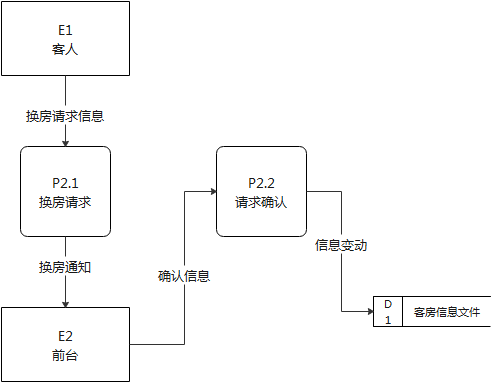 E1
客人
换房请求信息
P2.1
换房请求
P2.2
请求确认
信息变动
换房通知
确认信息
D
1
客房信息文件
E2
前台